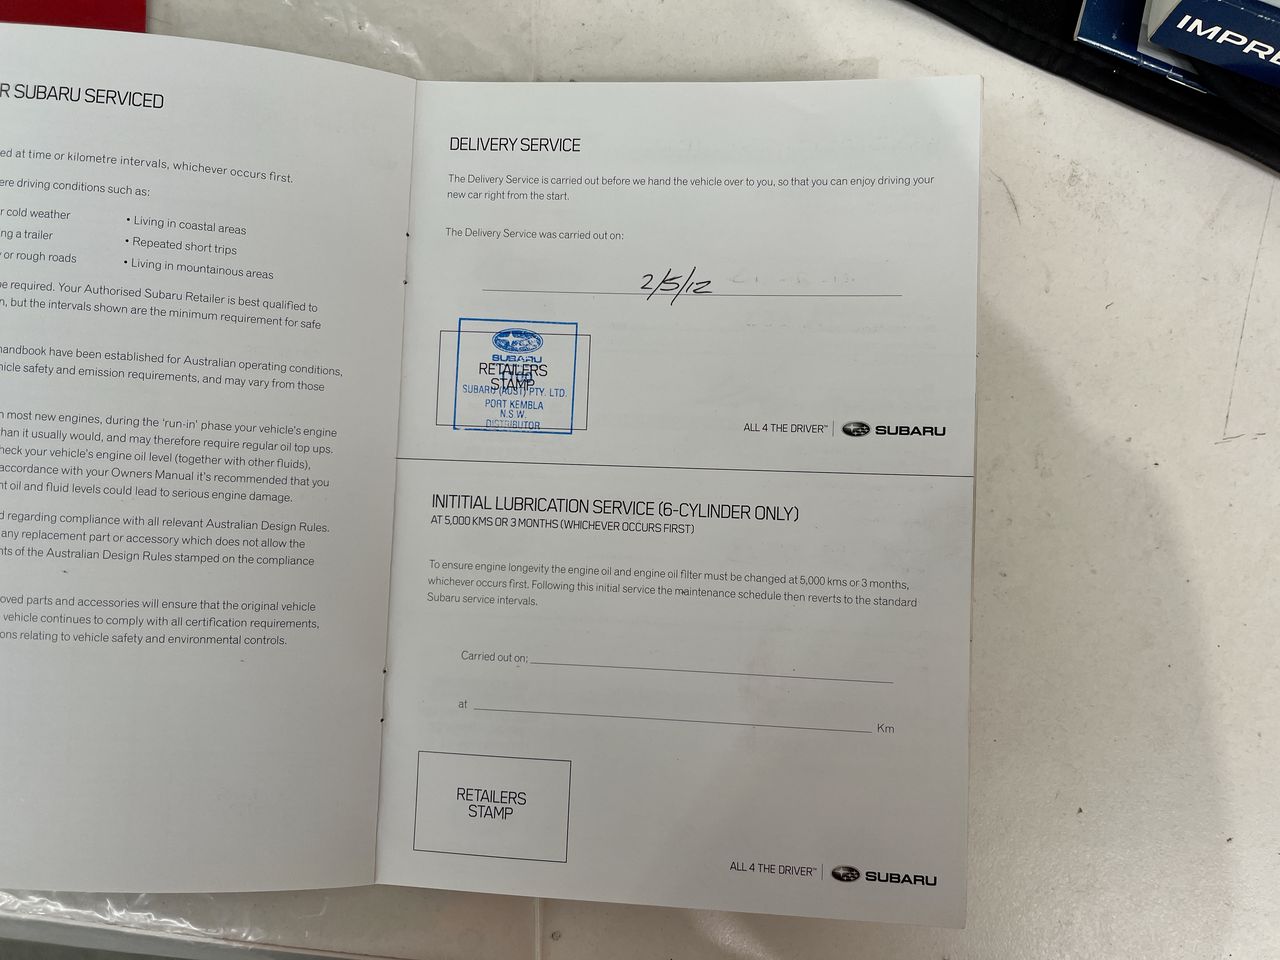 R SUBARU SERVICED
ed at time or kilometre intervals, whichever occurs first.
ere driving conditions such as:
r cold weather
• Living in coastal areas
ng a trailer
• Repeated short trips
or rough roads
• Living in mountainous areas
be required. Your Authorised Subaru Retailer is best qualified to
n, but the intervals shown are the minimum requirement for safe
handbook have been established for Australian operating conditions,
hicle safety and emission requirements, and may vary from those
n most new engines, during the 'run-in' phase your vehicle's engine
han it usually would, and may therefore require regular oil top ups.
heck your vehicle's engine oil level (together with other fluids),
accordance with your Owners Manual it's recommended that you
nt oil and fluid levels could lead to serious engine damage.
d regarding compliance with all relevant Australian Design Rules.
any replacement part or accessory which does not allow the
nts of the Australian Design Rules stamped on the compliance
oved parts and accessories will ensure that the original vehicle
vehicle continues to comply with all certification requirements,
ons relating to vehicle safety and environmental controls.
DELIVERY SERVICE
The Delivery Service is carried out before we hand the vehicle over to you, so that you can enjoy driving your
new car right from the start.
The Delivery Service was carried out on:
2/5/12
SUBARU
RETAILERS
STAMP
SUBARU (AUST) PTY. LTD.
PORT KEMBLA
N.S.W.
DISTRIBUTOR
ALL 4 THE DRIVER™ SUBARU
INITITIAL LUBRICATION SERVICE (6-CYLINDER ONLY)
AT 5,000 KMS OR 3 MONTHS (WHICHEVER OCCURS FIRST)
To ensure engine longevity the engine oil and engine oil filter must be changed at 5,000 kms or 3 months,
whichever occurs first. Following this initial service the maintenance schedule then reverts to the standard
Subaru service intervals.
Carried out on:
at Km
RETAILERS
STAMP
ALL 4 THE DRIVER™ SUBARU
IMPRE